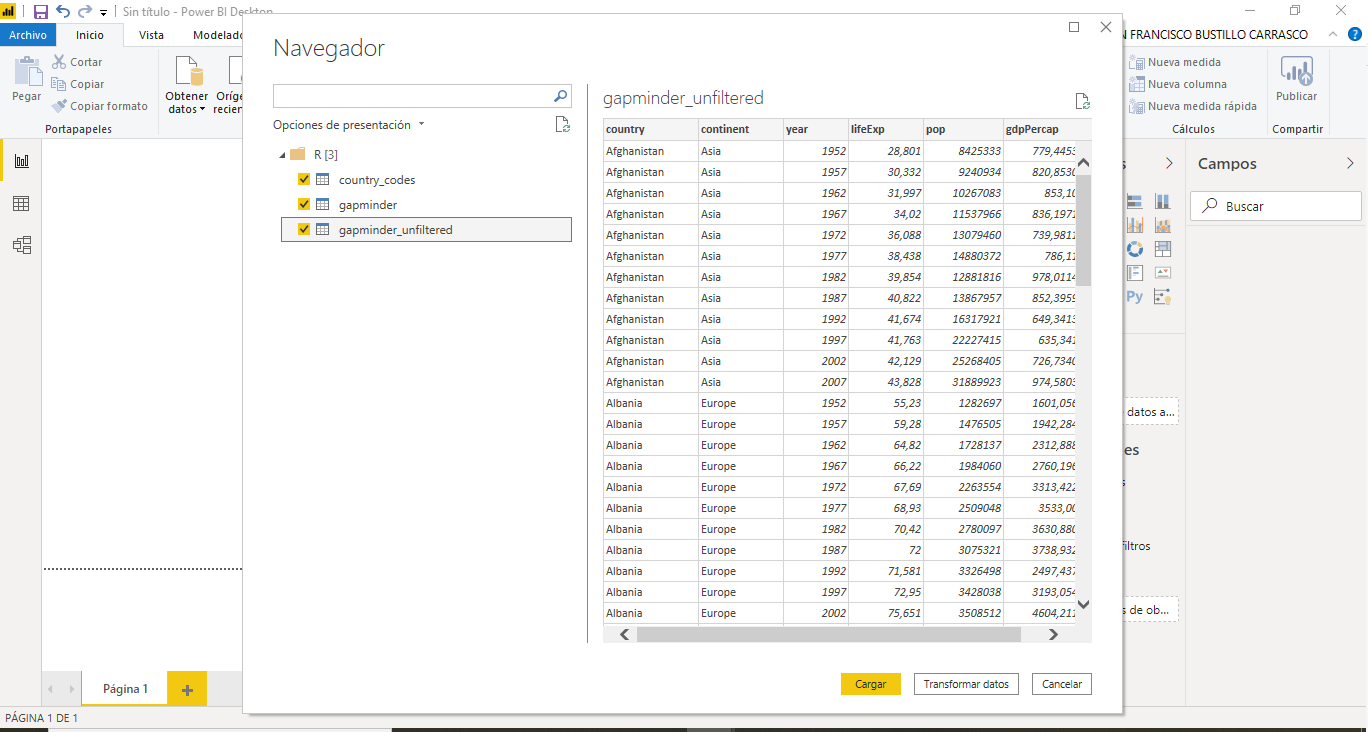 Sin título - Power BI Desktop
Archivo Inicio Vista Modelado
N FRANCISCO BUSTILLO CARRASCO
Pegar
Cortar
Copiar
Copiar formato
Portapapeles
Obtener
datos
Oríge
recien
Nueva medida
Nueva columna
Nueva medida rápida
Cálculos
Publicar
Compartir
Navegador
Opciones de presentación
R [3]
country_codes
gapminder
gapminder_unfiltered
gapminder_unfiltered
country continent year lifeExp pop gdpPercap
Afghanistan Asia 1952 28,801 8425333 779,4453
Afghanistan Asia 1957 30,332 9240934 820,8530
Afghanistan Asia 1962 31,997 10267083 853,10
Afghanistan Asia 1967 34,02 11537966 836,1971
Afghanistan Asia 1972 36,088 13079460 739,9811
Afghanistan Asia 1977 38,438 14880372 786,11
Afghanistan Asia 1982 39,854 12881816 978,0114
Afghanistan Asia 1987 40,822 13867957 852,3959
Afghanistan Asia 1992 41,674 16317921 649,3413
Afghanistan Asia 1997 41,763 22227415 635,341
Afghanistan Asia 2002 42,129 25268405 726,7340
Afghanistan Asia 2007 43,828 31889923 974,5803
Albania Europe 1952 55,23 1282697 1601,056
Albania Europe 1957 59,28 1476505 1942,284
Albania Europe 1962 64,82 1728137 2312,888
Albania Europe 1967 66,22 1984060 2760,196
Albania Europe 1972 67,69 2263554 3313,422
Albania Europe 1977 68,93 2509048 3533,00
Albania Europe 1982 70,42 2780097 3630,880
Albania Europe 1987 72 3075321 3738,932
Albania Europe 1992 71,581 3326498 2497,437
Albania Europe 1997 72,95 3428038 3193,054
Albania Europe 2002 75,651 3508512 4604,211
Cargar Transformar datos Cancelar
s
Campos
Buscar
Py
datos a...
es
s
filtros
s de ob...
Página 1
PÁGINA 1 DE 1